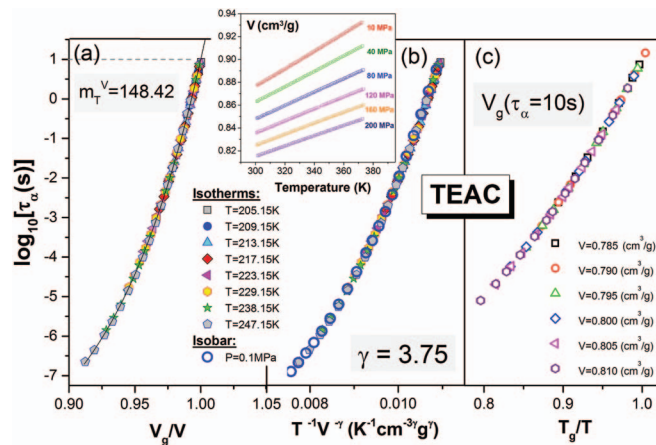 (a)
m_T^V=148.42
log₁₀[τα(s)]
1
0
-1
-2
-3
-4
-5
-6
-7
0.90
0.95
1.00
V_g/V
Isotherms:
T=205.15K
T=209.15K
T=213.15K
T=217.15K
T=223.15K
T=229.15K
T=238.15K
T=247.15K
Isobar:
P=0.1MPa
V (cm³/g)
0.94
0.92
0.90
0.88
0.86
0.84
0.82
10 MPa
40 MPa
80 MPa
120 MPa
160 MPa
200 MPa
300 320 340 360 380
Temperature (K)
(b)
γ = 3.75
1.05
0.008
0.010
T⁻¹V⁻ᵞ (K⁻¹cm⁻³ᵞgᵞ)
TEAC
(c)
V_g(τα=10s)
V=0.785 (cm³/g)
V=0.790 (cm³/g)
V=0.795 (cm³/g)
V=0.800 (cm³/g)
V=0.805 (cm³/g)
V=0.810 (cm³/g)
0.8
0.9
1.0
T_g/T